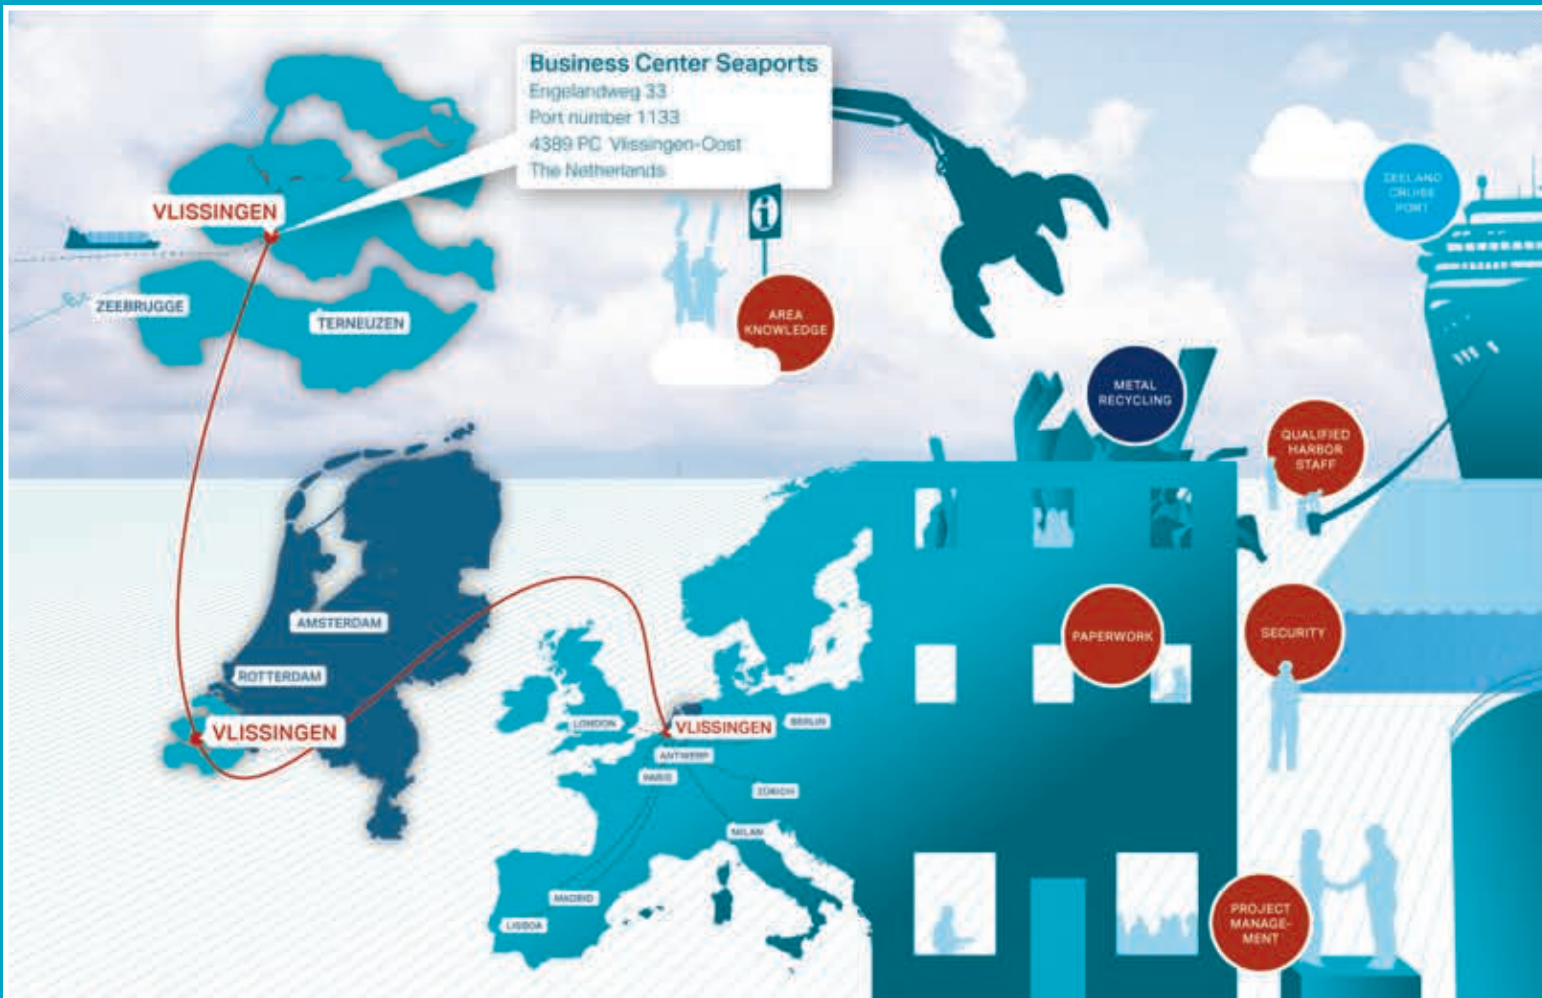 Business Center Seaports
Engelandweg 33
Port number 1133
4389 PC Vlissingen-Oost
The Netherlands
ZEELAND
CRUISE
PORT
VLISSINGEN
i
ZEEBRUGGE
TERNEUZEN
AREA
KNOWLEDGE
METAL
RECYCLING
QUALIFIED
HARBOR
STAFF
AMSTERDAM
ROTTERDAM
VLISSINGEN
PAPERWORK
SECURITY
LONDON
VLISSINGEN
BERLIN
ANTWERP
PARIS
ZÜRICH
MILAN
MADRID
LISBOA
PROJECT
MANAGE-
MENT